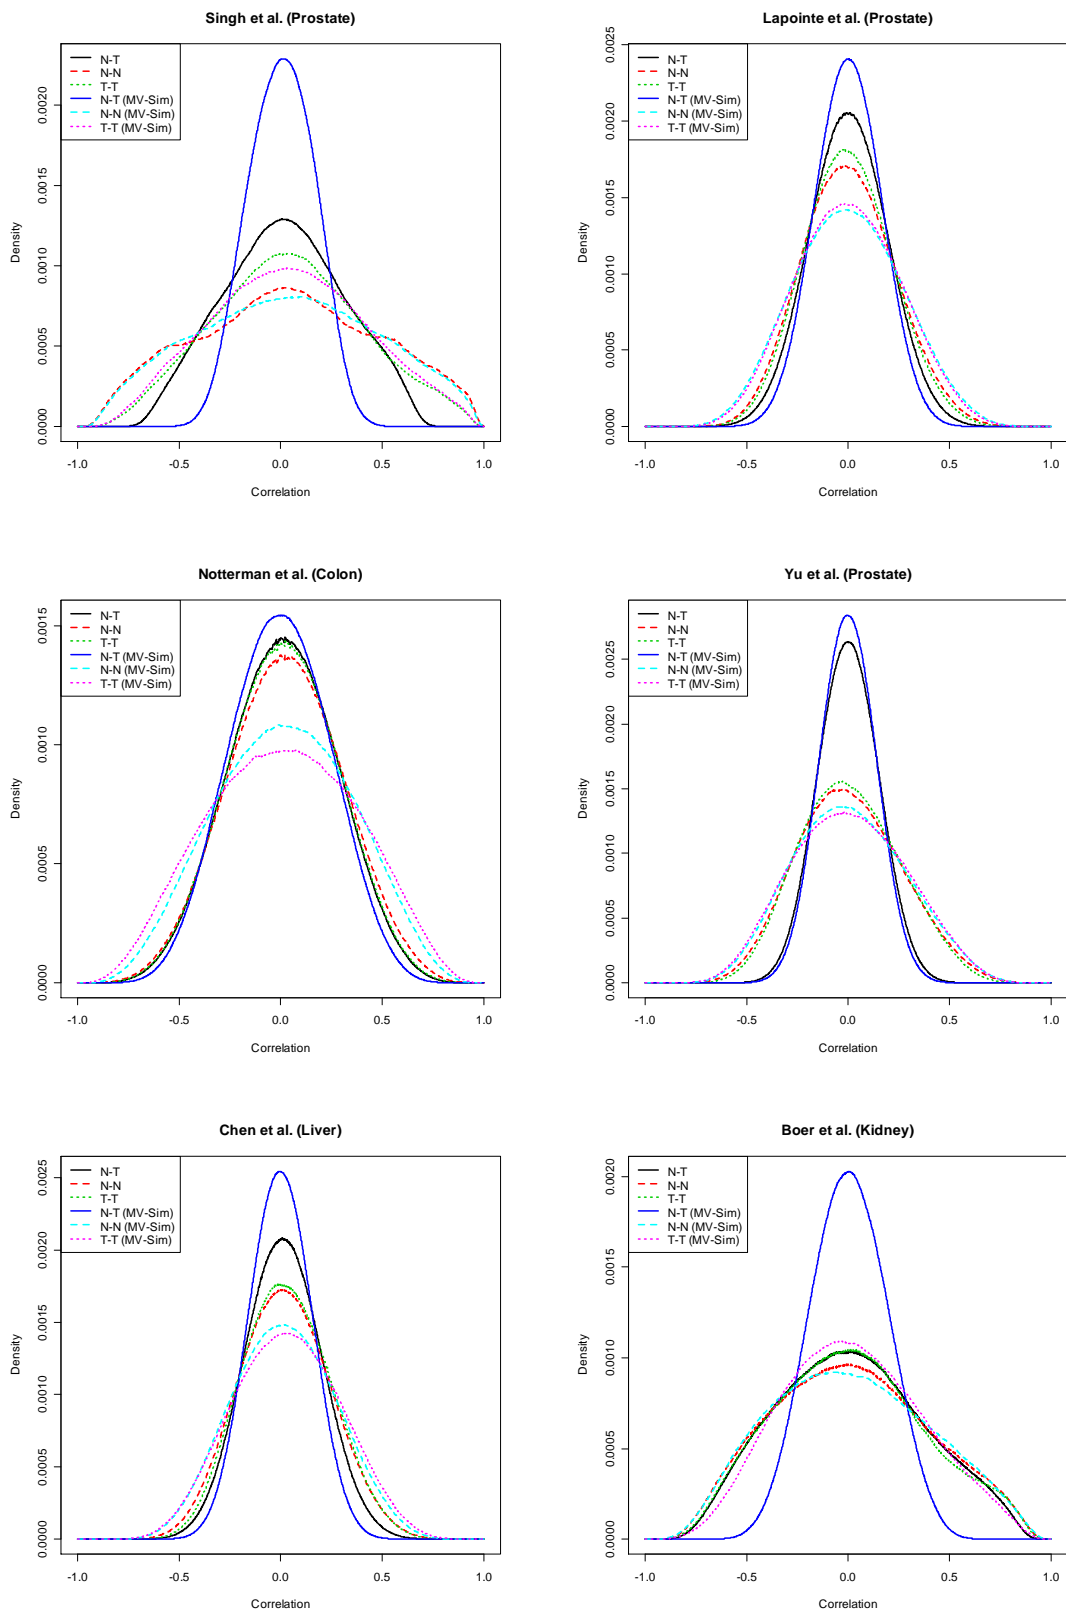 Singh et al. (Prostate)
N-T
N-N
T-T
N-T (MV-Sim)
N-N (MV-Sim)
T-T (MV-Sim)
Density
0.0000
0.0005
0.0010
0.0015
0.0020
-1.0
-0.5
0.0
0.5
1.0
Correlation
Lapointe et al. (Prostate)
N-T
N-N
T-T
N-T (MV-Sim)
N-N (MV-Sim)
T-T (MV-Sim)
Density
0.0000
0.0005
0.0010
0.0015
0.0020
0.0025
-1.0
-0.5
0.0
0.5
1.0
Correlation
Notterman et al. (Colon)
N-T
N-N
T-T
N-T (MV-Sim)
N-N (MV-Sim)
T-T (MV-Sim)
Density
0.0000
0.0005
0.0010
0.0015
-1.0
-0.5
0.0
0.5
1.0
Correlation
Yu et al. (Prostate)
N-T
N-N
T-T
N-T (MV-Sim)
N-N (MV-Sim)
T-T (MV-Sim)
Density
0.0000
0.0005
0.0010
0.0015
0.0020
0.0025
-1.0
-0.5
0.0
0.5
1.0
Correlation
Chen et al. (Liver)
N-T
N-N
T-T
N-T (MV-Sim)
N-N (MV-Sim)
T-T (MV-Sim)
Density
0.0000
0.0005
0.0010
0.0015
0.0020
0.0025
-1.0
-0.5
0.0
0.5
1.0
Correlation
Boer et al. (Kidney)
N-T
N-N
T-T
N-T (MV-Sim)
N-N (MV-Sim)
T-T (MV-Sim)
Density
0.0000
0.0005
0.0010
0.0015
0.0020
-1.0
-0.5
0.0
0.5
1.0
Correlation